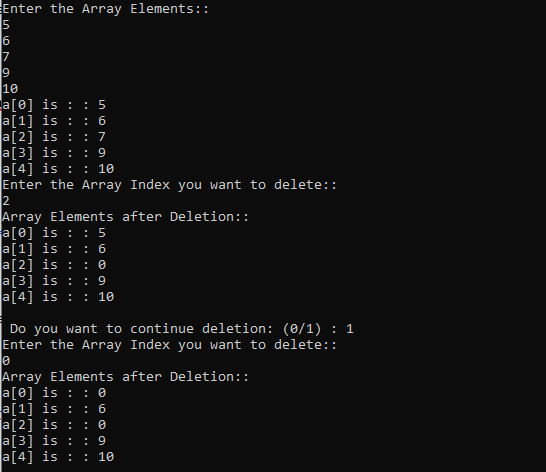 Enter the Array Elements::
5
6
7
9
10
a[0] is : : 5
a[1] is : : 6
a[2] is : : 7
a[3] is : : 9
a[4] is : : 10
Enter the Array Index you want to delete::
2
Array Elements after Deletion::
a[0] is : : 5
a[1] is : : 6
a[2] is : : 0
a[3] is : : 9
a[4] is : : 10
Do you want to continue deletion: (0/1) : 1
Enter the Array Index you want to delete::
0
Array Elements after Deletion::
a[0] is : : 0
a[1] is : : 6
a[2] is : : 0
a[3] is : : 9
a[4] is : : 10